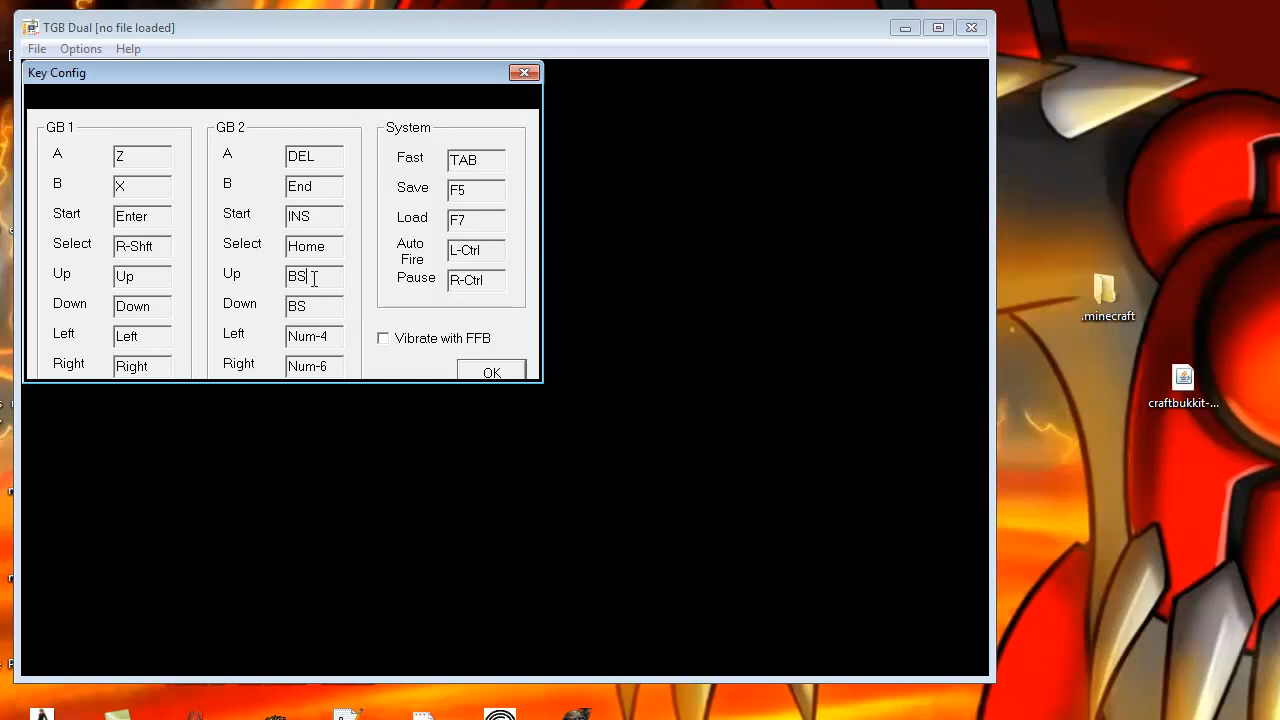 TGB Dual [no file loaded]
File Options Help
Key Config
GB 1
A Z
B X
Start Enter
Select R-Shft
Up Up
Down Down
Left Left
Right Right
GB 2
A DEL
B End
Start INS
Select Home
Up BS
Down BS
Left Num-4
Right Num-6
System
Fast TAB
Save F5
Load F7
Auto
Fire L-Ctrl
Pause R-Ctrl
Vibrate with FFB
OK
.minecraft
craftbukkit-...